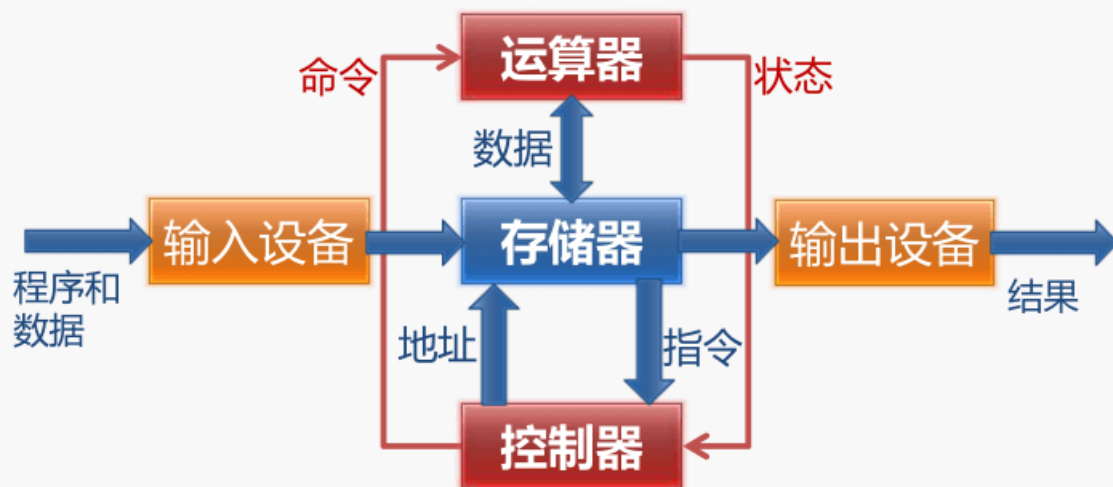 运算器
命令
状态
数据
输入设备
存储器
输出设备
程序和
数据
结果
地址
指令
控制器